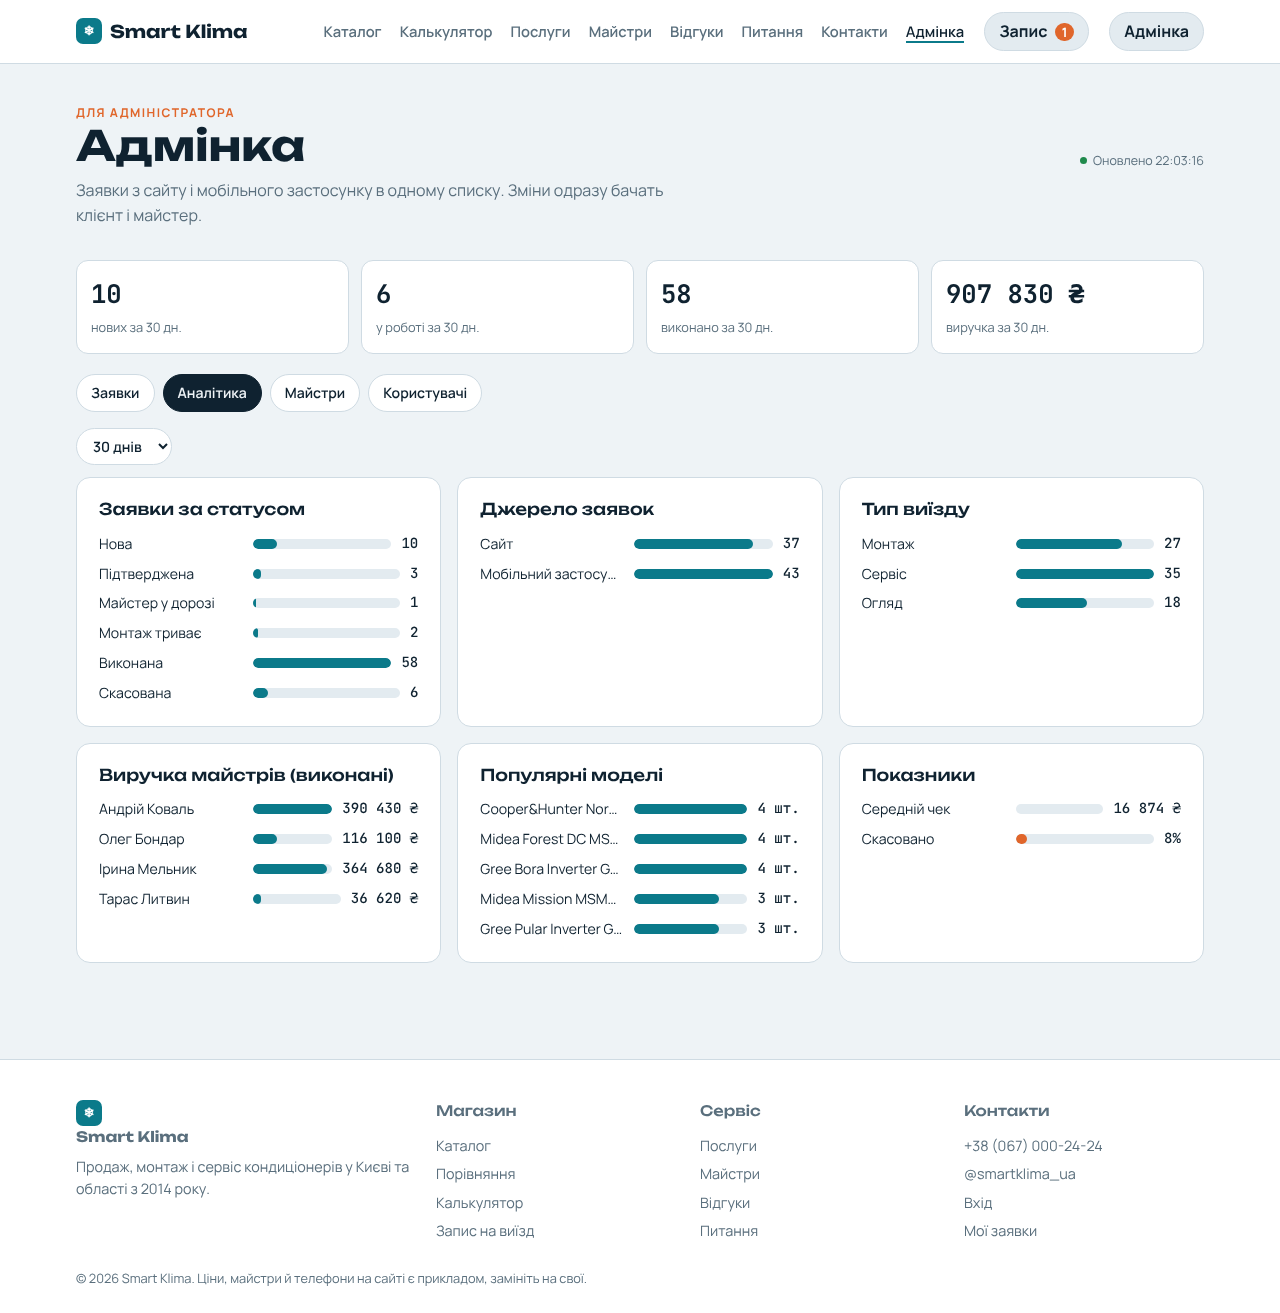 Smart Klima
Каталог Калькулятор Послуги Майстри Відгуки Питання Контакти Адмінка Запис 1 Адмінка
ДЛЯ АДМІНІСТРАТОРА
Адмінка
Оновлено 22:03:16
Заявки з сайту і мобільного застосунку в одному списку. Зміни одразу бачать
клієнт і майстер.
10
нових за 30 дн.
6
у роботі за 30 дн.
58
виконано за 30 дн.
907 830 ₴
виручка за 30 дн.
Заявки Аналітика Майстри Користувачі
30 днів
Заявки за статусом
Нова 10
Підтверджена 3
Майстер у дорозі 1
Монтаж триває 2
Виконана 58
Скасована 6
Джерело заявок
Сайт 37
Мобільний застосу... 43
Тип виїзду
Монтаж 27
Сервіс 35
Огляд 18
Виручка майстрів (виконані)
Андрій Коваль 390 430 ₴
Олег Бондар 116 100 ₴
Ірина Мельник 364 680 ₴
Тарас Литвин 36 620 ₴
Популярні моделі
Cooper&Hunter Nor... 4 шт.
Midea Forest DC MS... 4 шт.
Gree Bora Inverter G... 4 шт.
Midea Mission MSM... 3 шт.
Gree Pular Inverter G... 3 шт.
Показники
Середній чек 16 874 ₴
Скасовано 8%
Smart Klima
Продаж, монтаж і сервіс кондиціонерів у Києві та
області з 2014 року.
Магазин
Каталог
Порівняння
Калькулятор
Запис на виїзд
Сервіс
Послуги
Майстри
Відгуки
Питання
Контакти
+38 (067) 000-24-24
@smartklima_ua
Вхід
Мої заявки
© 2026 Smart Klima. Ціни, майстри й телефони на сайті є прикладом, замініть на свої.